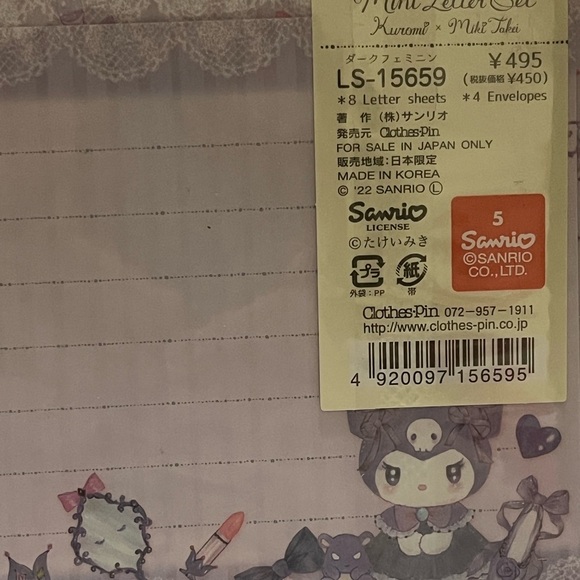 Mini Letter Set
Kuromi × Miki Takei
ダークフェミニン
LS-15659
¥495
(税抜価格 ¥450)
*8 Letter sheets *4 Envelopes
著 作 (株)サンリオ
発売元 Clothes-Pin
FOR SALE IN JAPAN ONLY
販売地域:日本限定
MADE IN KOREA
© '22 SANRIO Ⓛ
Sanrio
LICENSE
©たけいみき
5
Sanrio
©SANRIO
CO.,LTD.
プラ
外装:PP
紙
帯
Clothes-Pin 072-957-1911
http://www.clothes-pin.co.jp
4 920097 156595